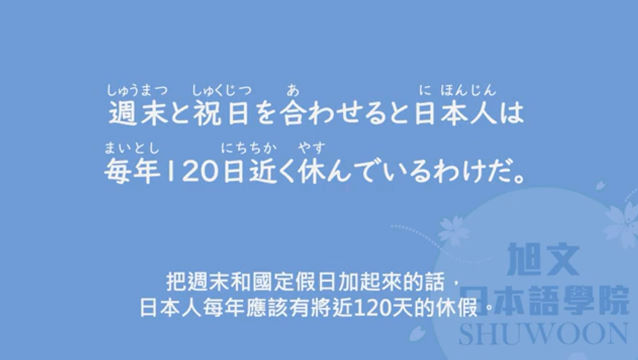 しゅうまつ しゅくじつ あ に ほんじん
週末と祝日を合わせると日本人は
まいとし にちちか やす
毎年120日近く休んでいるわけだ。
把週末和國定假日加起來的話，
日本人每年應該有將近120天的休假。
旭文
日本語學院
SHUWOON